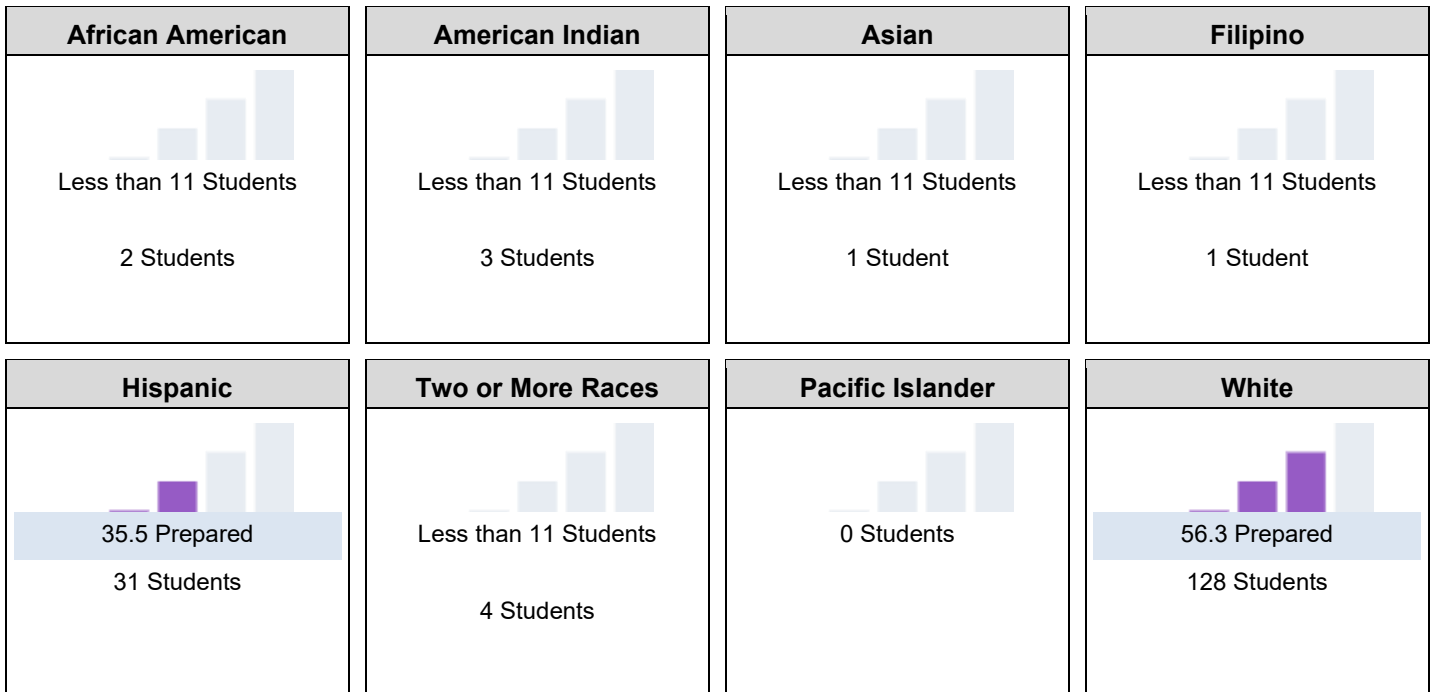 African American
Less than 11 Students
2 Students
American Indian
Less than 11 Students
3 Students
Asian
Less than 11 Students
1 Student
Filipino
Less than 11 Students
1 Student
Hispanic
35.5 Prepared
31 Students
Two or More Races
Less than 11 Students
4 Students
Pacific Islander
0 Students
White
56.3 Prepared
128 Students